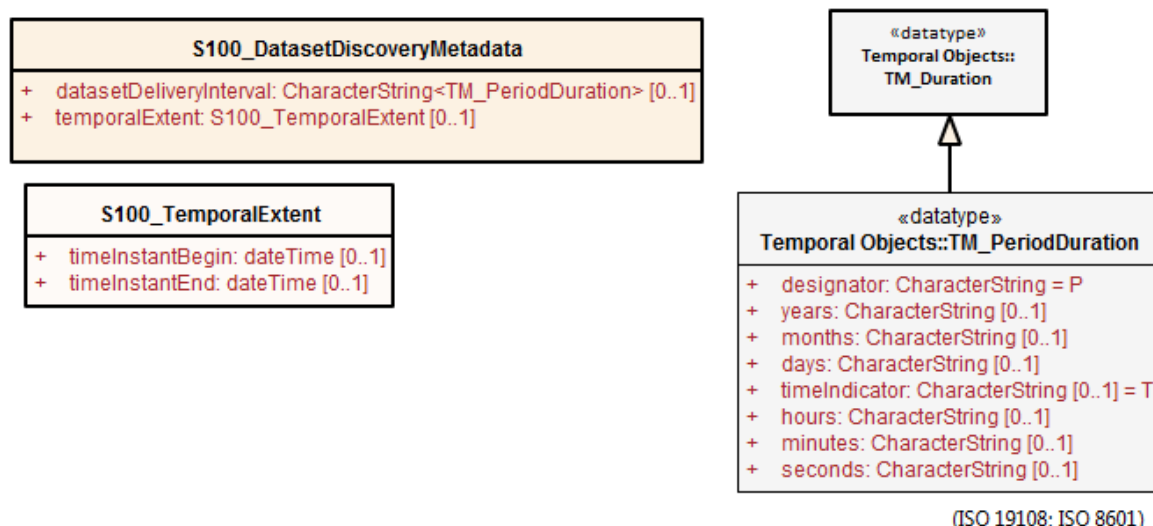 S100_DatasetDiscoveryMetadata
+ datasetDeliveryInterval: CharacterString<TM_PeriodDuration> [0..1]
+ temporalExtent: S100_TemporalExtent [0..1]
S100_TemporalExtent
+ timeInstantBegin: dateTime [0..1]
+ timeInstantEnd: dateTime [0..1]
«datatype»
Temporal Objects::
TM_Duration
«datatype»
Temporal Objects::TM_PeriodDuration
+ designator: CharacterString = P
+ years: CharacterString [0..1]
+ months: CharacterString [0..1]
+ days: CharacterString [0..1]
+ timeIndicator: CharacterString [0..1] = T
+ hours: CharacterString [0..1]
+ minutes: CharacterString [0..1]
+ seconds: CharacterString [0..1]
(ISO 19108; ISO 8601)